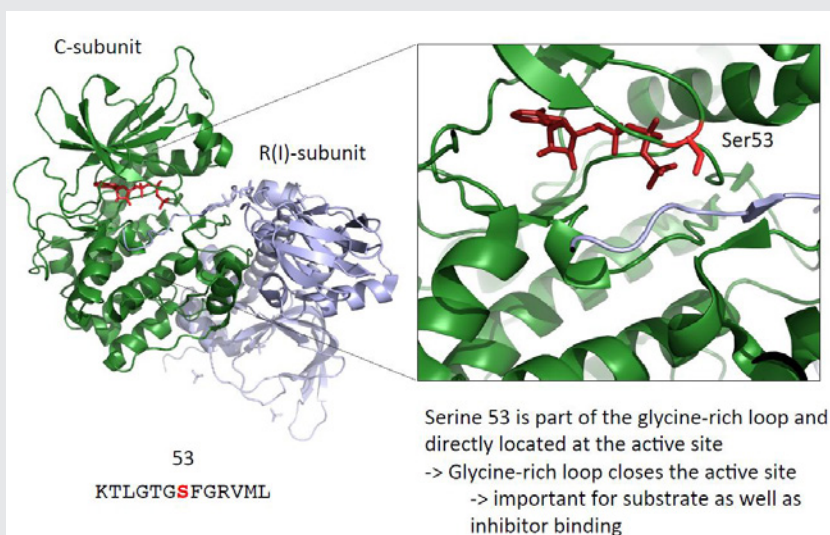 C-subunit
R(I)-subunit
Ser53
53
KTLGTGSFGRVML
Serine 53 is part of the glycine-rich loop and
directly located at the active site
-> Glycine-rich loop closes the active site
-> important for substrate as well as
inhibitor binding